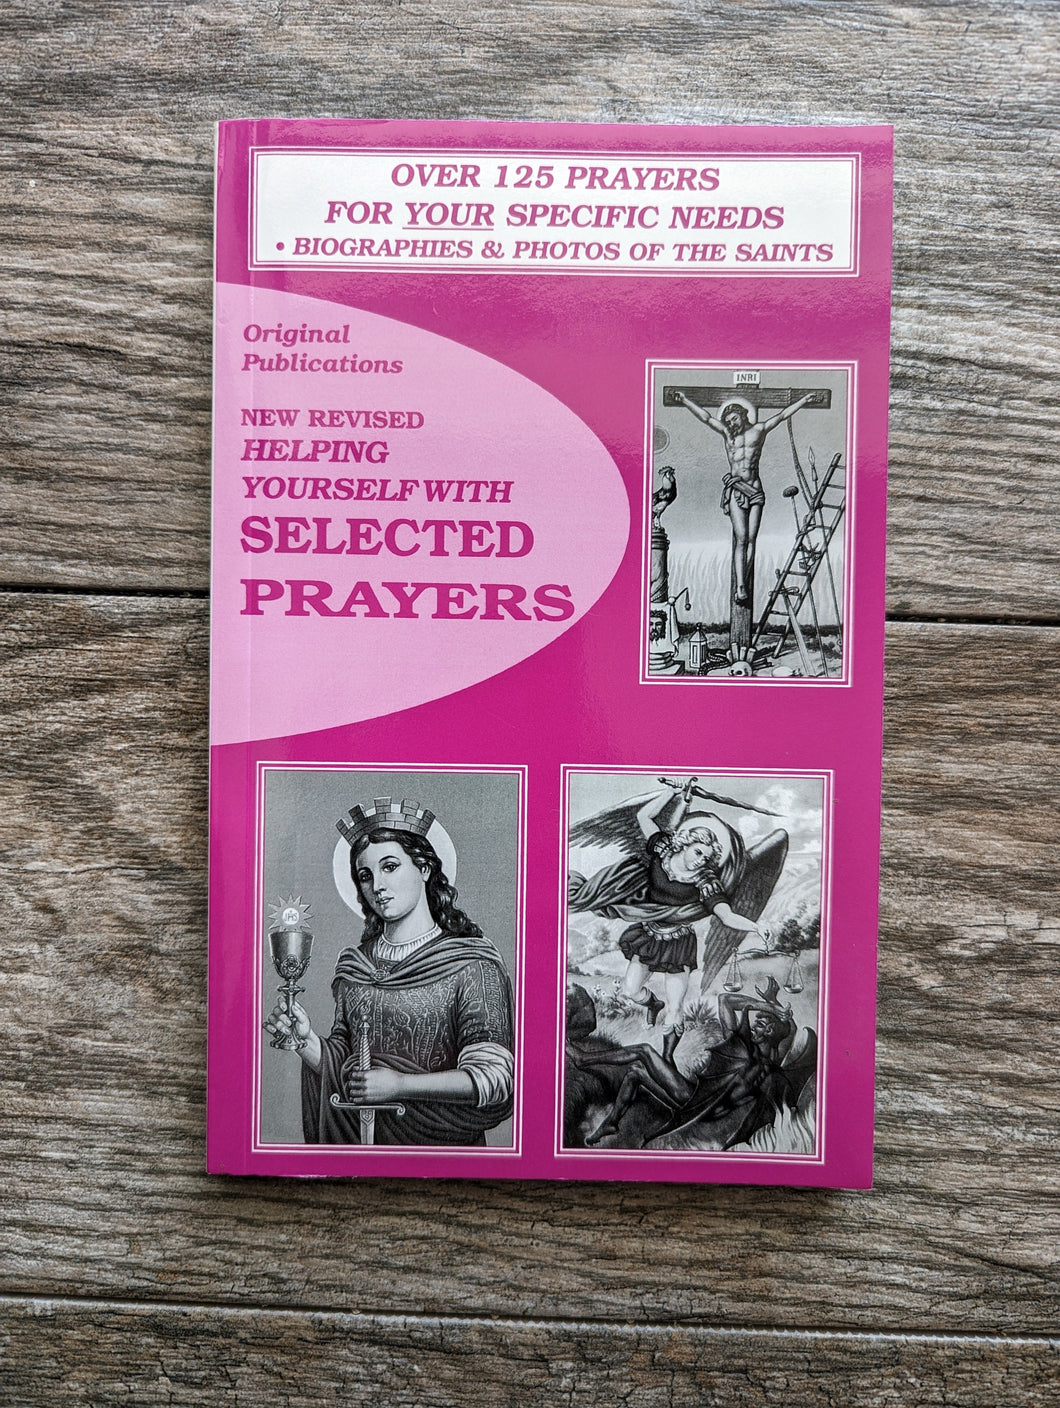 OVER 125 PRAYERS
FOR YOUR SPECIFIC NEEDS
• BIOGRAPHIES & PHOTOS OF THE SAINTS
Original
Publications
NEW REVISED
HELPING
YOURSELF WITH
SELECTED
PRAYERS
INRI
JHS